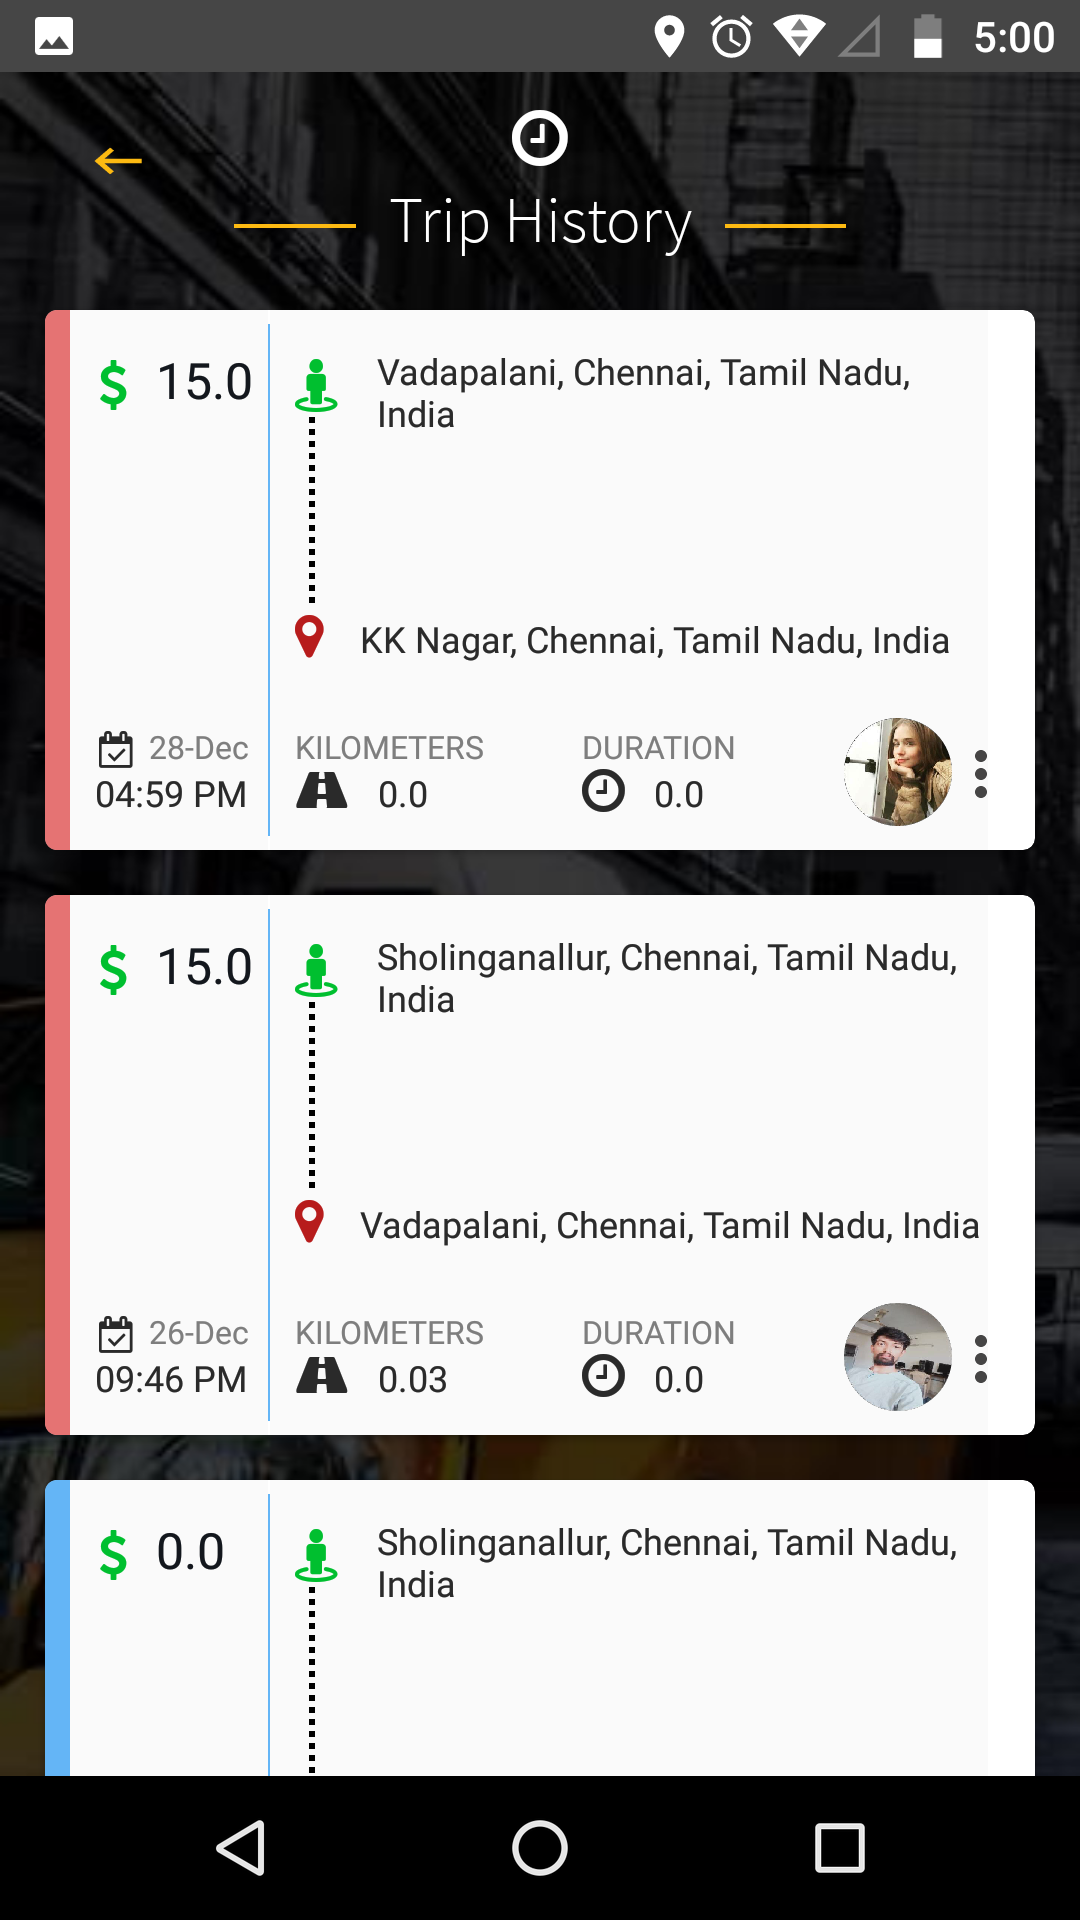 5:00
Trip History
$ 15.0
Vadapalani, Chennai, Tamil Nadu,
India
KK Nagar, Chennai, Tamil Nadu, India
28-Dec KILOMETERS DURATION
04:59 PM 0.0 0.0
$ 15.0
Sholinganallur, Chennai, Tamil Nadu,
India
Vadapalani, Chennai, Tamil Nadu, India
26-Dec KILOMETERS DURATION
09:46 PM 0.03 0.0
$ 0.0
Sholinganallur, Chennai, Tamil Nadu,
India